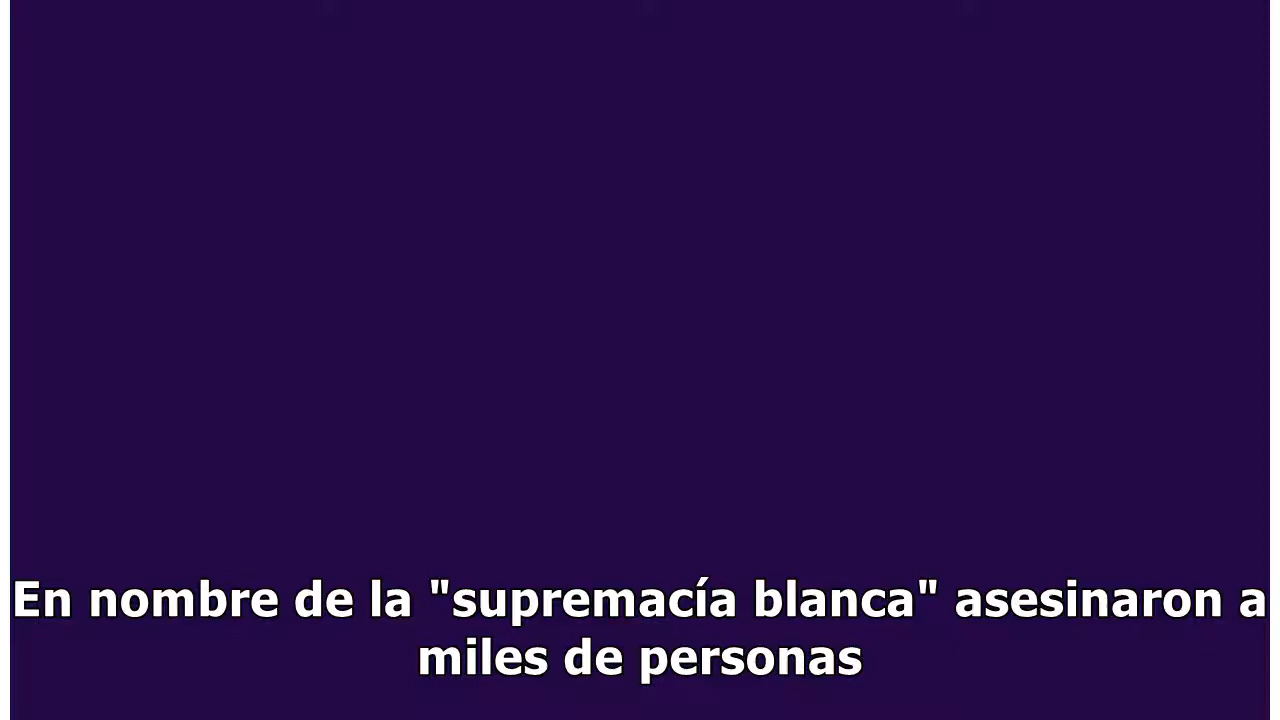 En nombre de la "supremacía blanca" asesinaron a
miles de personas